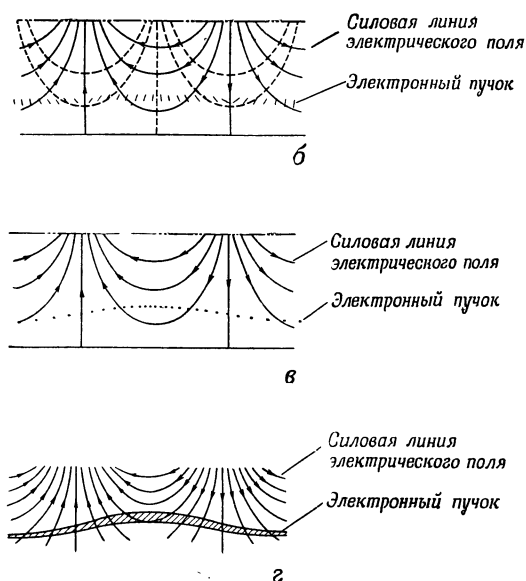 Силовая линия
электрического поля
Электронный пучок
б
Силовая линия
электрического поля
Электронный пучок
в
Силовая линия
электрического поля
Электронный пучок
г